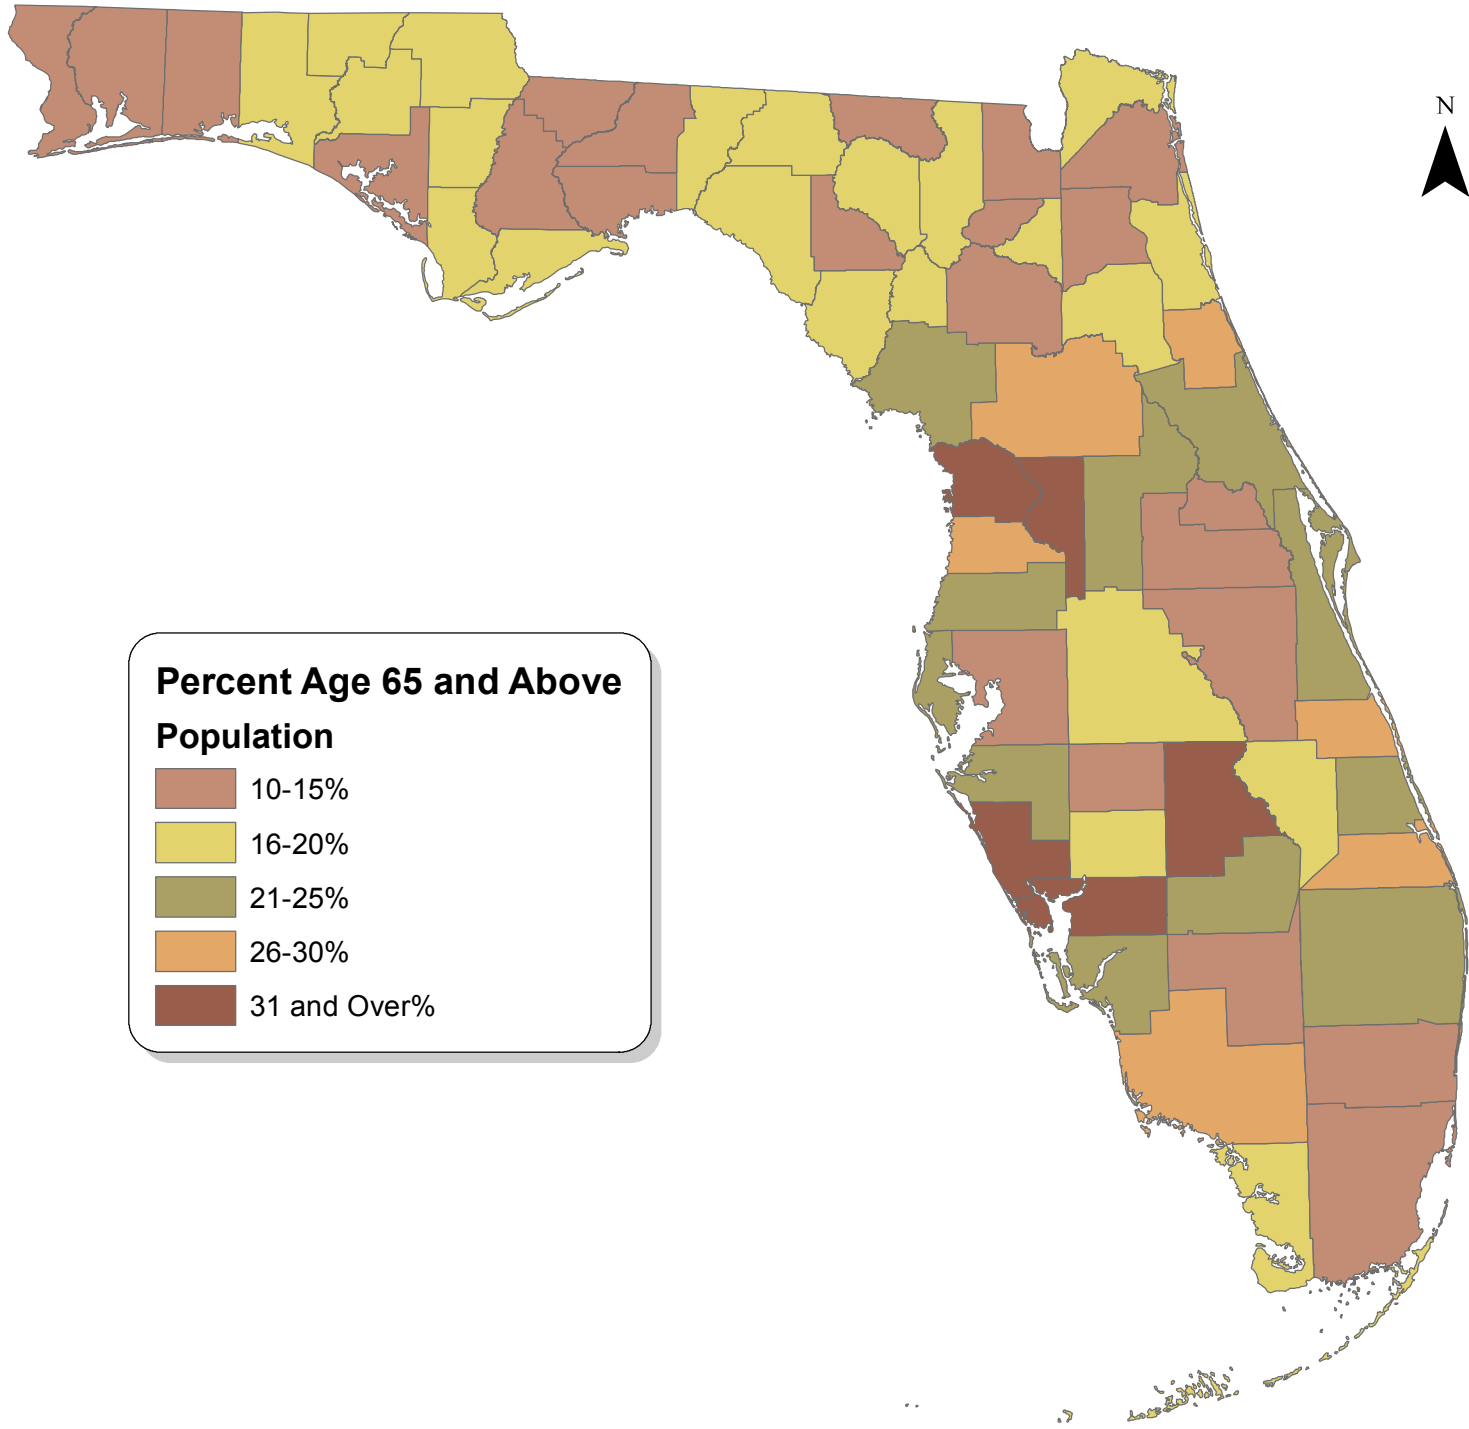 N
Percent Age 65 and Above
Population
10-15%
16-20%
21-25%
26-30%
31 and Over%